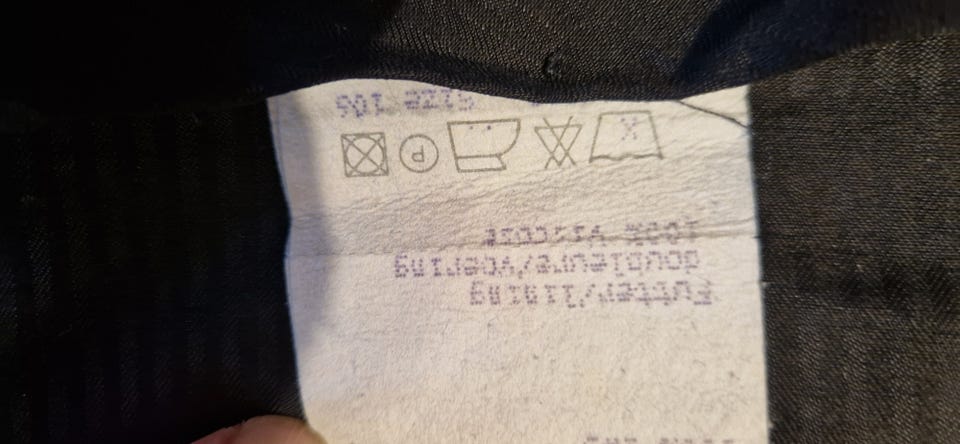 Futter/lining
doublure/voering
100% viscose
P
Size 106